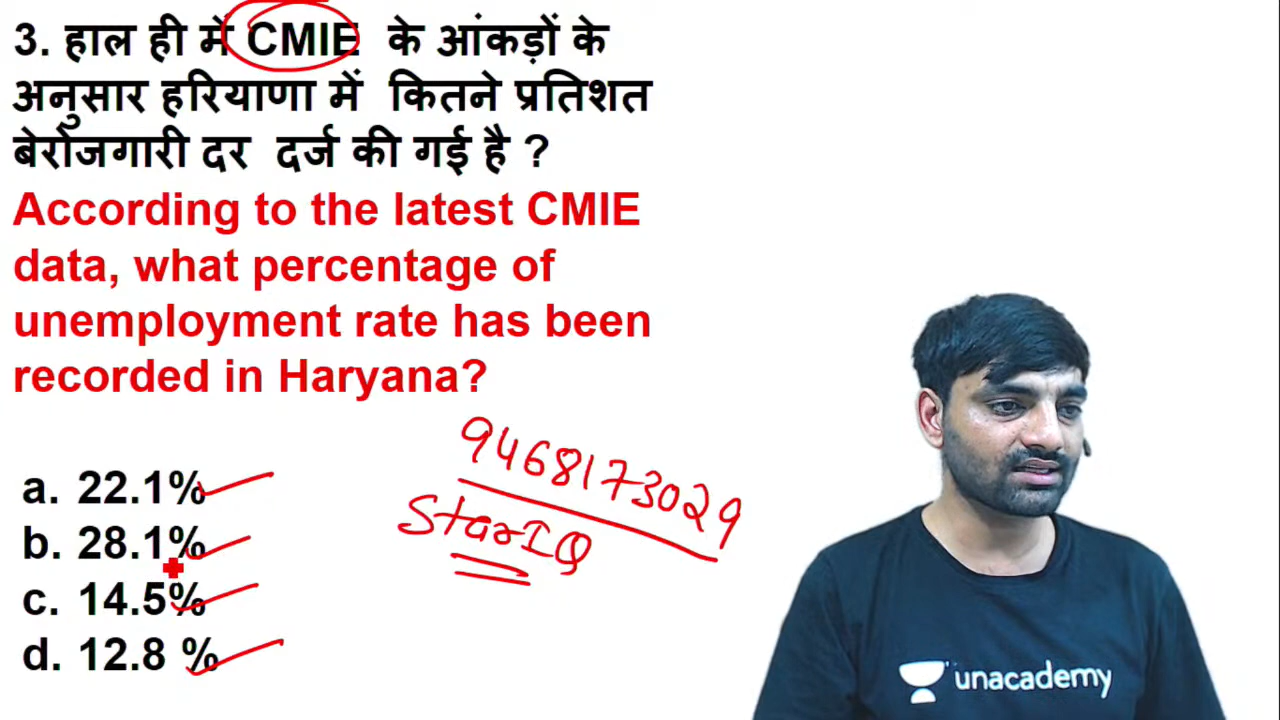 3. हाल ही में CMIE के आंकड़ों के
अनुसार हरियाणा में कितने प्रतिशत
बेरोजगारी दर दर्ज की गई है ?
According to the latest CMIE
data, what percentage of
unemployment rate has been
recorded in Haryana?
a. 22.1%
b. 28.1%
c. 14.5%
d. 12.8 %
9468173029
StarIQ
unacademy